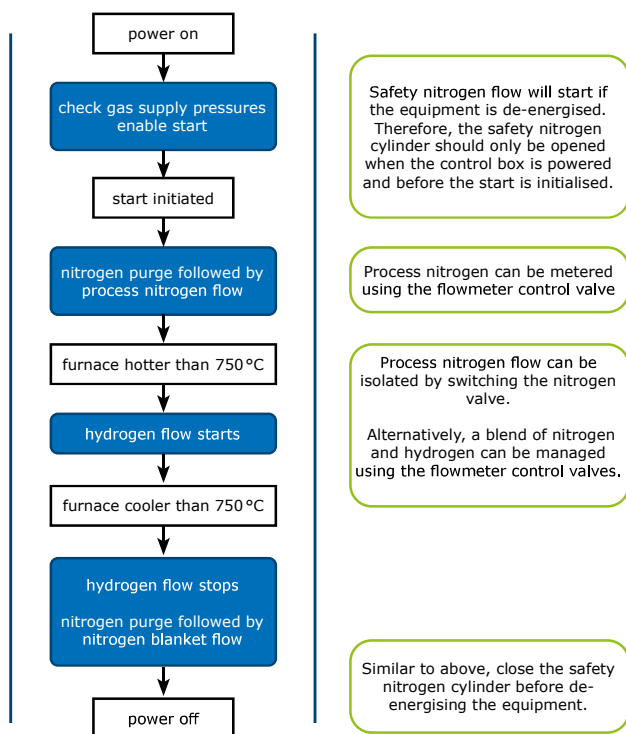 power on
check gas supply pressures
enable start
start initiated
nitrogen purge followed by
process nitrogen flow
furnace hotter than 750°C
hydrogen flow starts
furnace cooler than 750°C
hydrogen flow stops
nitrogen purge followed by
nitrogen blanket flow
power off
Safety nitrogen flow will start if
the equipment is de-energised.
Therefore, the safety nitrogen
cylinder should only be opened
when the control box is powered
and before the start is initialised.
Process nitrogen can be metered
using the flowmeter control valve
Process nitrogen flow can be
isolated by switching the nitrogen
valve.
Alternatively, a blend of nitrogen
and hydrogen can be managed
using the flowmeter control valves.
Similar to above, close the safety
nitrogen cylinder before de-
energising the equipment.